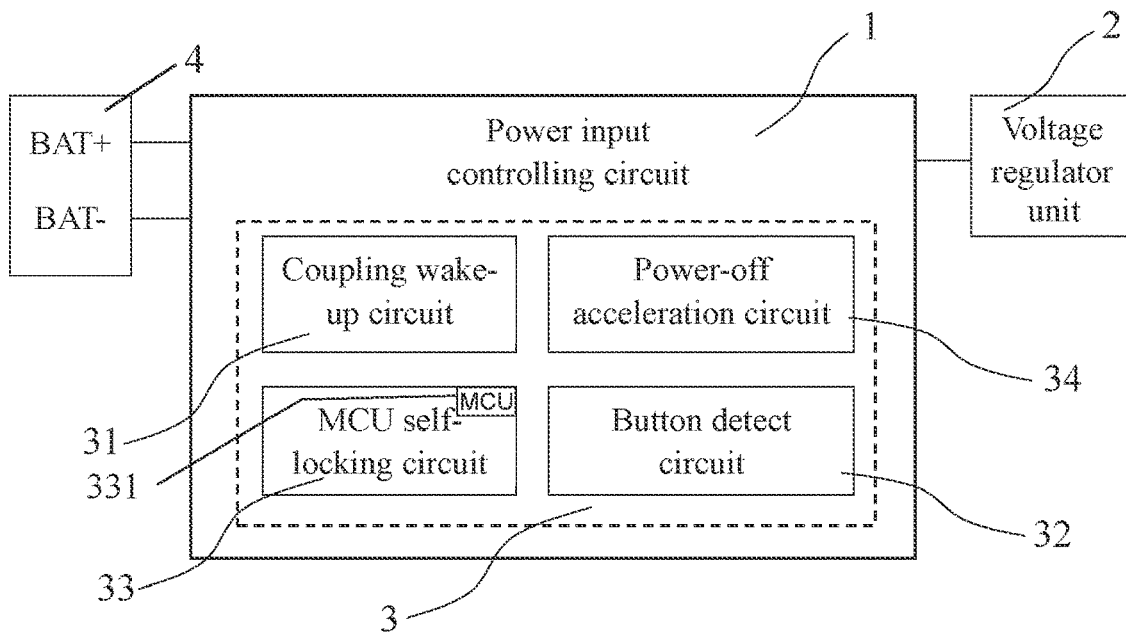 1
2
4
BAT+
BAT-
Power input
controlling circuit
Voltage
regulator
unit
Coupling wake-
up circuit
Power-off
acceleration circuit
34
MCU
MCU self-
locking circuit
Button detect
circuit
31
331
33
32
3